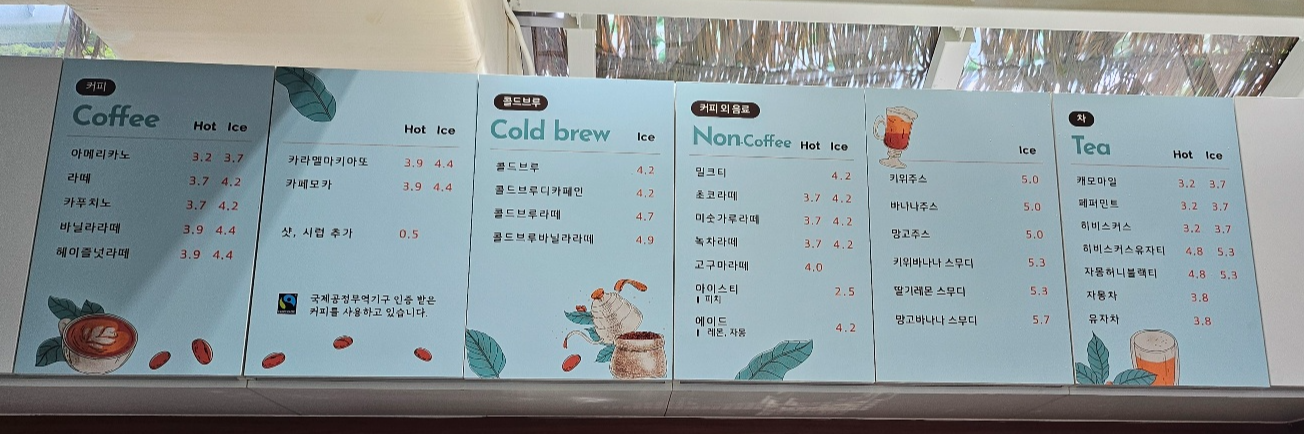 커피
Coffee Hot Ice
아메리카노 3.2 3.7
라떼 3.7 4.2
카푸치노 3.7 4.2
바닐라라떼 3.9 4.4
헤이즐넛라떼 3.9 4.4
Hot Ice
카라멜마키아또 3.9 4.4
카페모카 3.9 4.4
샷, 시럽 추가 0.5
국제공정무역기구 인증 받은
커피를 사용하고 있습니다.
콜드브루
Cold brew Ice
콜드브루 4.2
콜드브루디카페인 4.2
콜드브루라떼 4.7
콜드브루바닐라라떼 4.9
커피 외 음료
Non-Coffee Hot Ice
밀크티 4.2
초코라떼 3.7 4.2
미숫가루라떼 3.7 4.2
녹차라떼 3.7 4.2
고구마라떼 4.0
아이스티 2.5
피치
에이드 4.2
레몬, 자몽
Ice
키위주스 5.0
바나나주스 5.0
망고주스 5.0
키위바나나 스무디 5.3
딸기레몬 스무디 5.3
망고바나나 스무디 5.7
차
Tea Hot Ice
캐모마일 3.2 3.7
페퍼민트 3.2 3.7
히비스커스 3.2 3.7
히비스커스유자티 4.8 5.3
자몽허니블랙티 4.8 5.3
자몽차 3.8
유자차 3.8